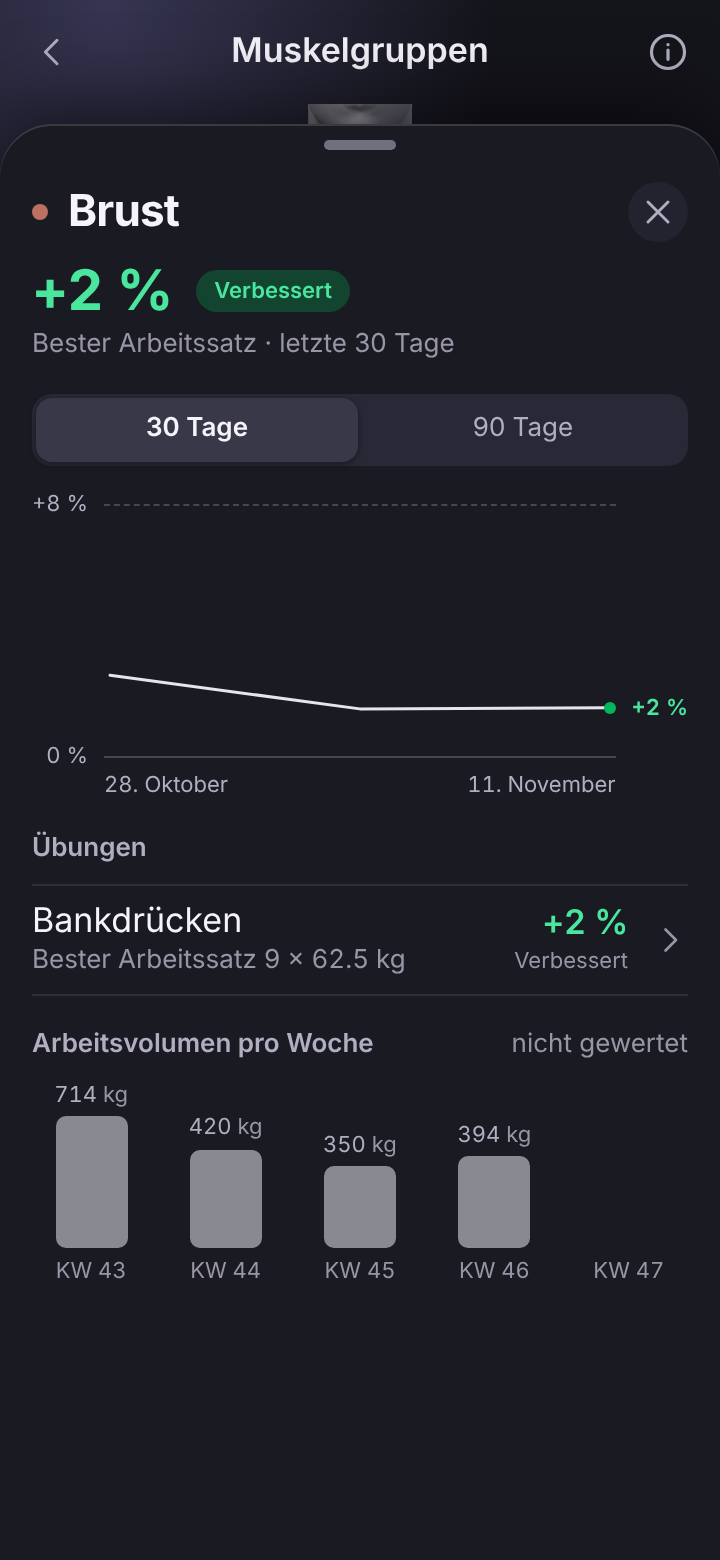 Muskelgruppen
Brust
+2 % Verbessert
Bester Arbeitssatz · letzte 30 Tage
30 Tage 90 Tage
+8 %
+2 %
0 %
28. Oktober 11. November
Übungen
Bankdrücken +2 %
Bester Arbeitssatz 9 × 62.5 kg Verbessert
Arbeitsvolumen pro Woche nicht gewertet
714 kg 420 kg 350 kg 394 kg
KW 43 KW 44 KW 45 KW 46 KW 47